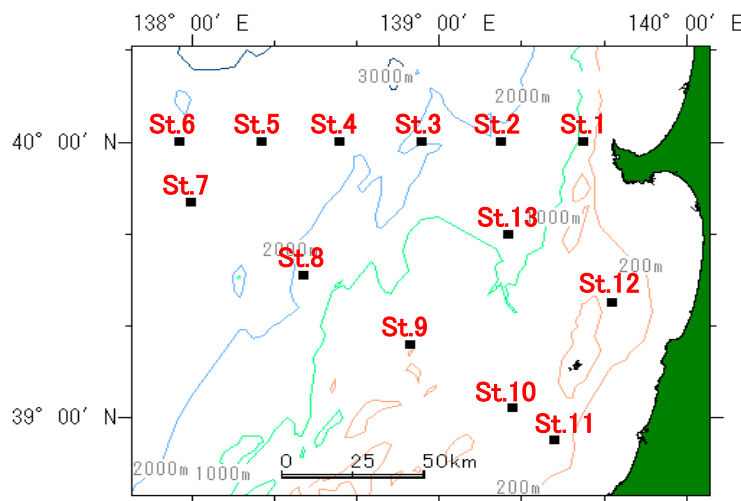 138° 00′ E 139° 00′ E 140° 00′ E
3000m
2000m
St.6 St.5 St.4 St.3 St.2 St.1
40° 00′ N
St.7
St.13
1000m
2000m
St.8
200m
St.12
St.9
St.10
St.11
39° 00′ N
2000m
1000m
0 25 50km
200m